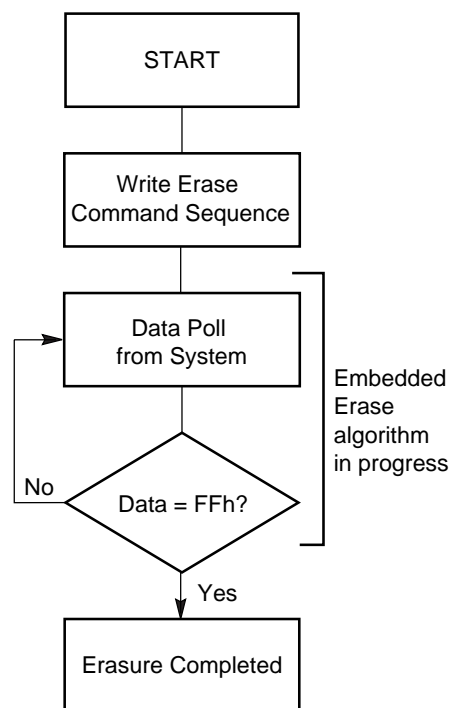 START
Write Erase
Command Sequence
Data Poll
from System
Embedded
Erase
algorithm
in progress
No
Data = FFh?
Yes
Erasure Completed